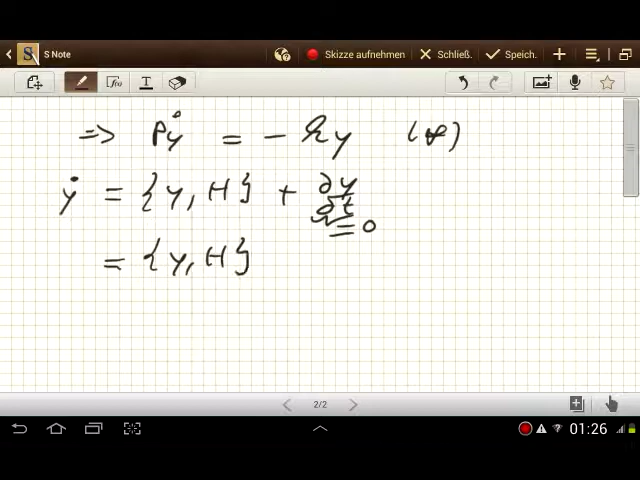 S Note
Skizze aufnehmen
Schließ.
Speich.
=> ṗy = - ky (*)
ẏ = {y, H} + ∂y/∂t
= 0
= {y, H}
2/2
01:26